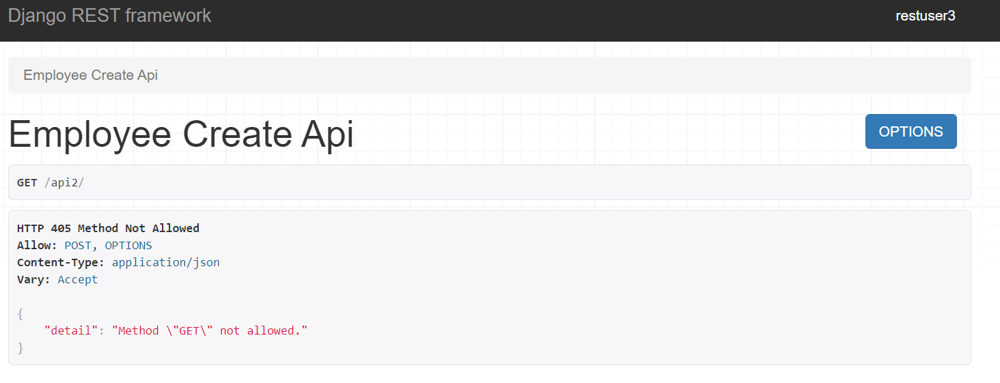 Django REST framework
restuser3
Employee Create Api
Employee Create Api
OPTIONS
GET /api2/
HTTP 405 Method Not Allowed
Allow: POST, OPTIONS
Content-Type: application/json
Vary: Accept
{
    "detail": "Method \"GET\" not allowed."
}